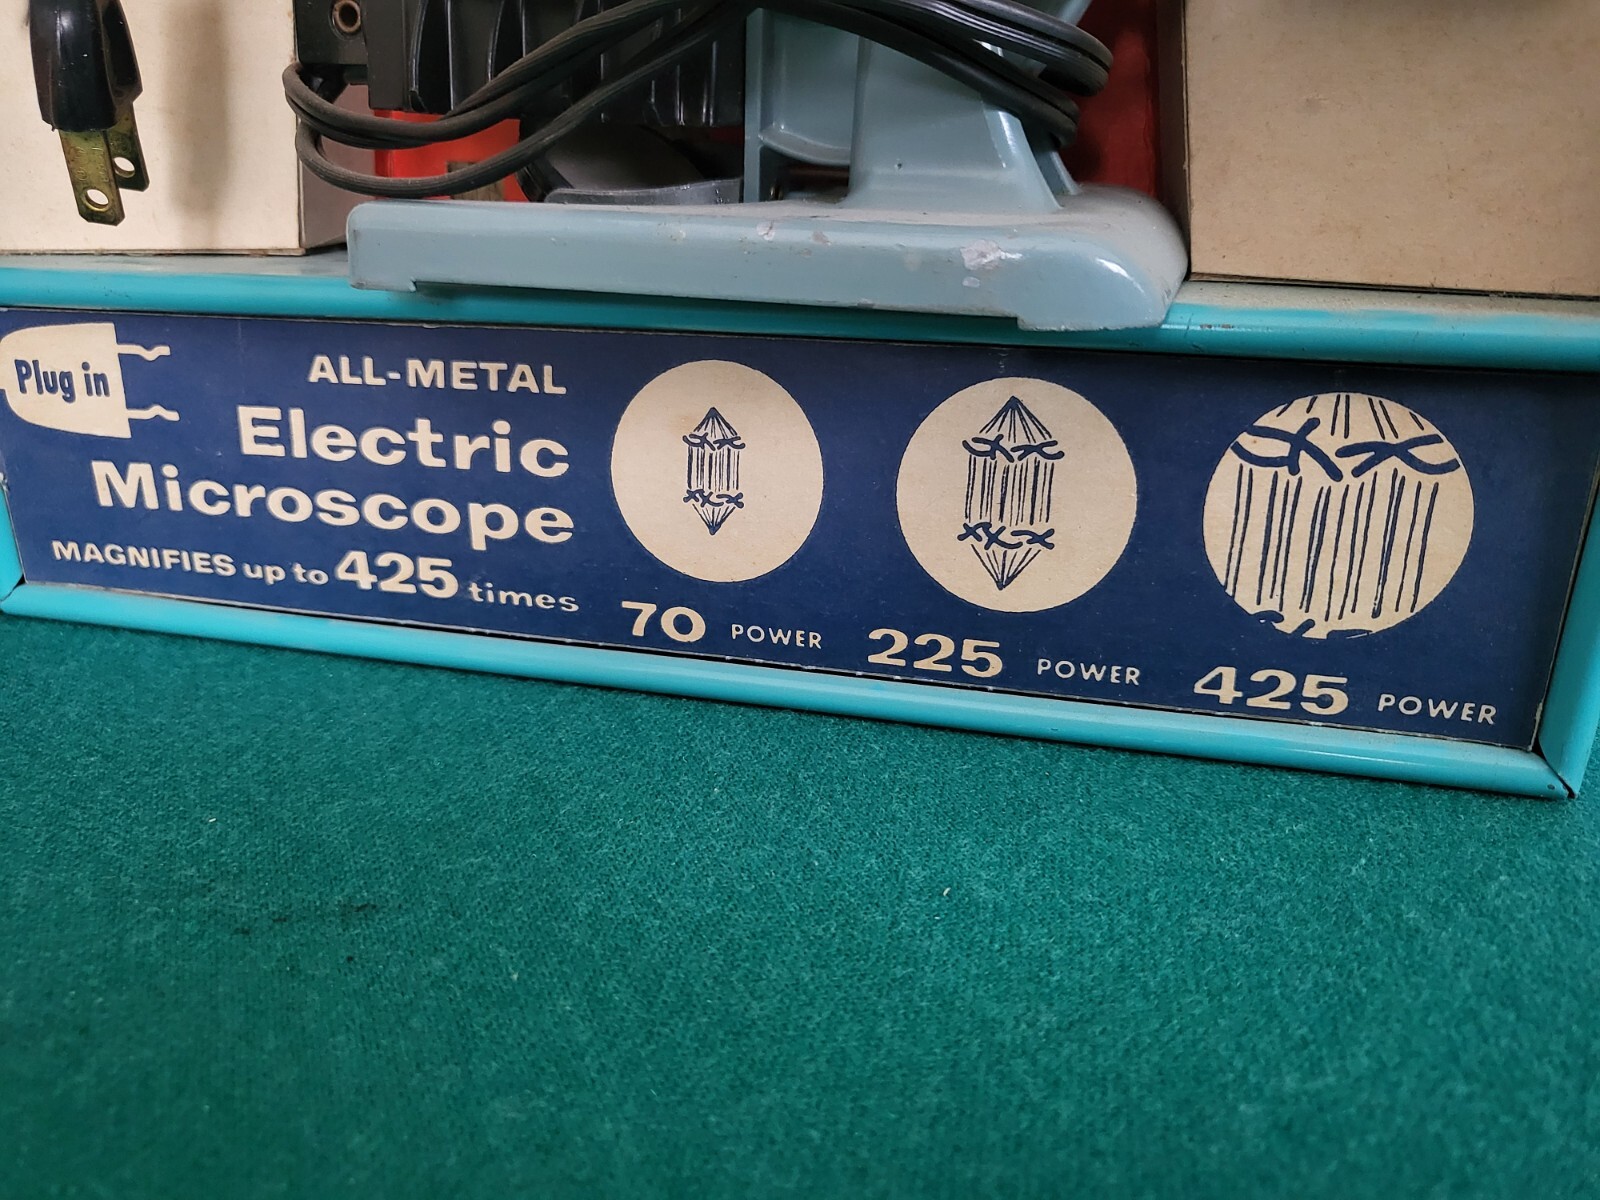 Plug in
ALL-METAL
Electric
Microscope
MAGNIFIES up to 425 times
70 POWER
225 POWER
425 POWER